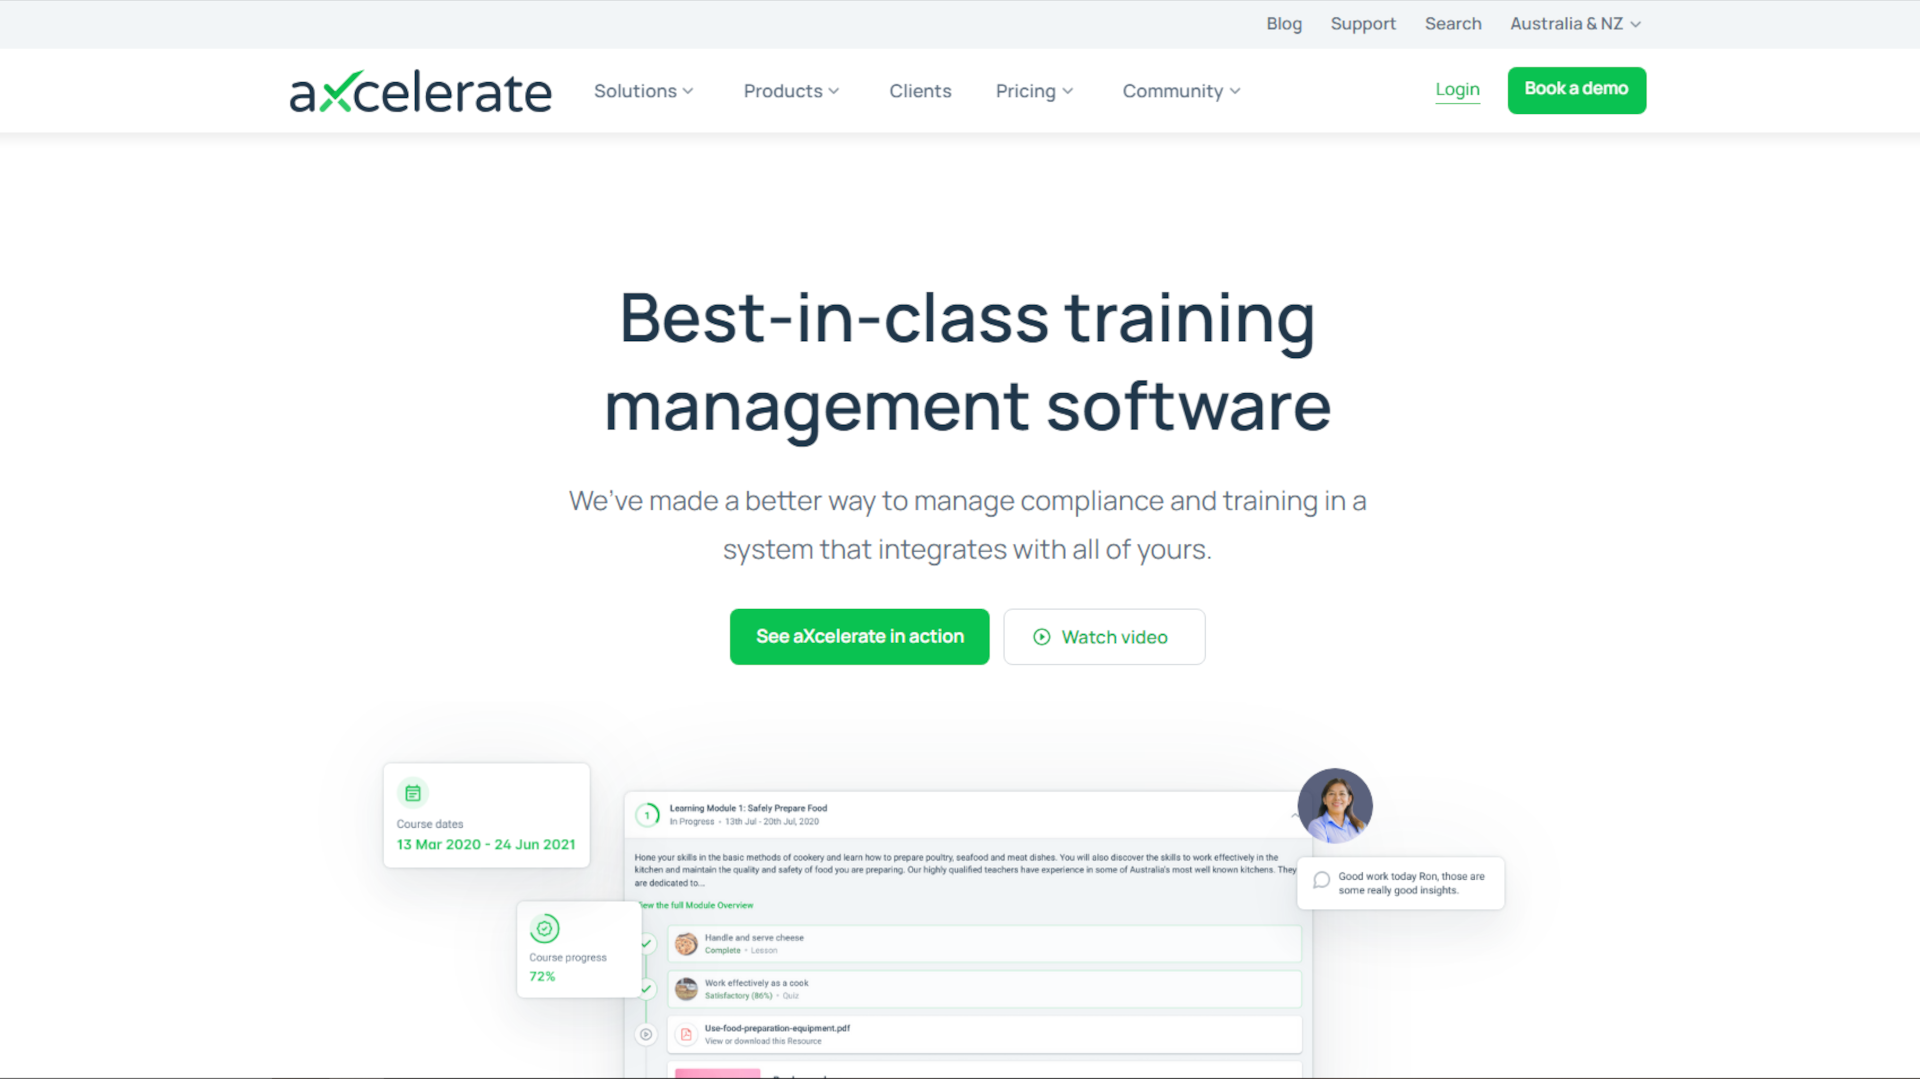 Blog Support Search Australia & NZ
axcelerate Solutions Products Clients Pricing Community Login Book a demo
Best-in-class training
management software
We've made a better way to manage compliance and training in a
system that integrates with all of yours.
See aXcelerate in action Watch video
Course dates
13 Mar 2020 - 24 Jun 2021
1 Learning Module 1: Safely Prepare Food
In Progress • 13th Jul - 20th Jul, 2020
Hone your skills in the basic methods of cookery and learn how to prepare poultry, seafood and meat dishes. You will also discover the skills to work effectively in the
kitchen and maintain the quality and safety of food you are preparing. Our highly qualified teachers have experience in some of Australia's most well known kitchens. They
are dedicated to...
the full Module Overview
Good work today Ron, those are
some really good insights.
Course progress
72%
Handle and serve cheese
Complete • Lesson
Work effectively as a cook
Satisfactory (86%) • Quiz
Use-food-preparation-equipment.pdf
View or download this Resource